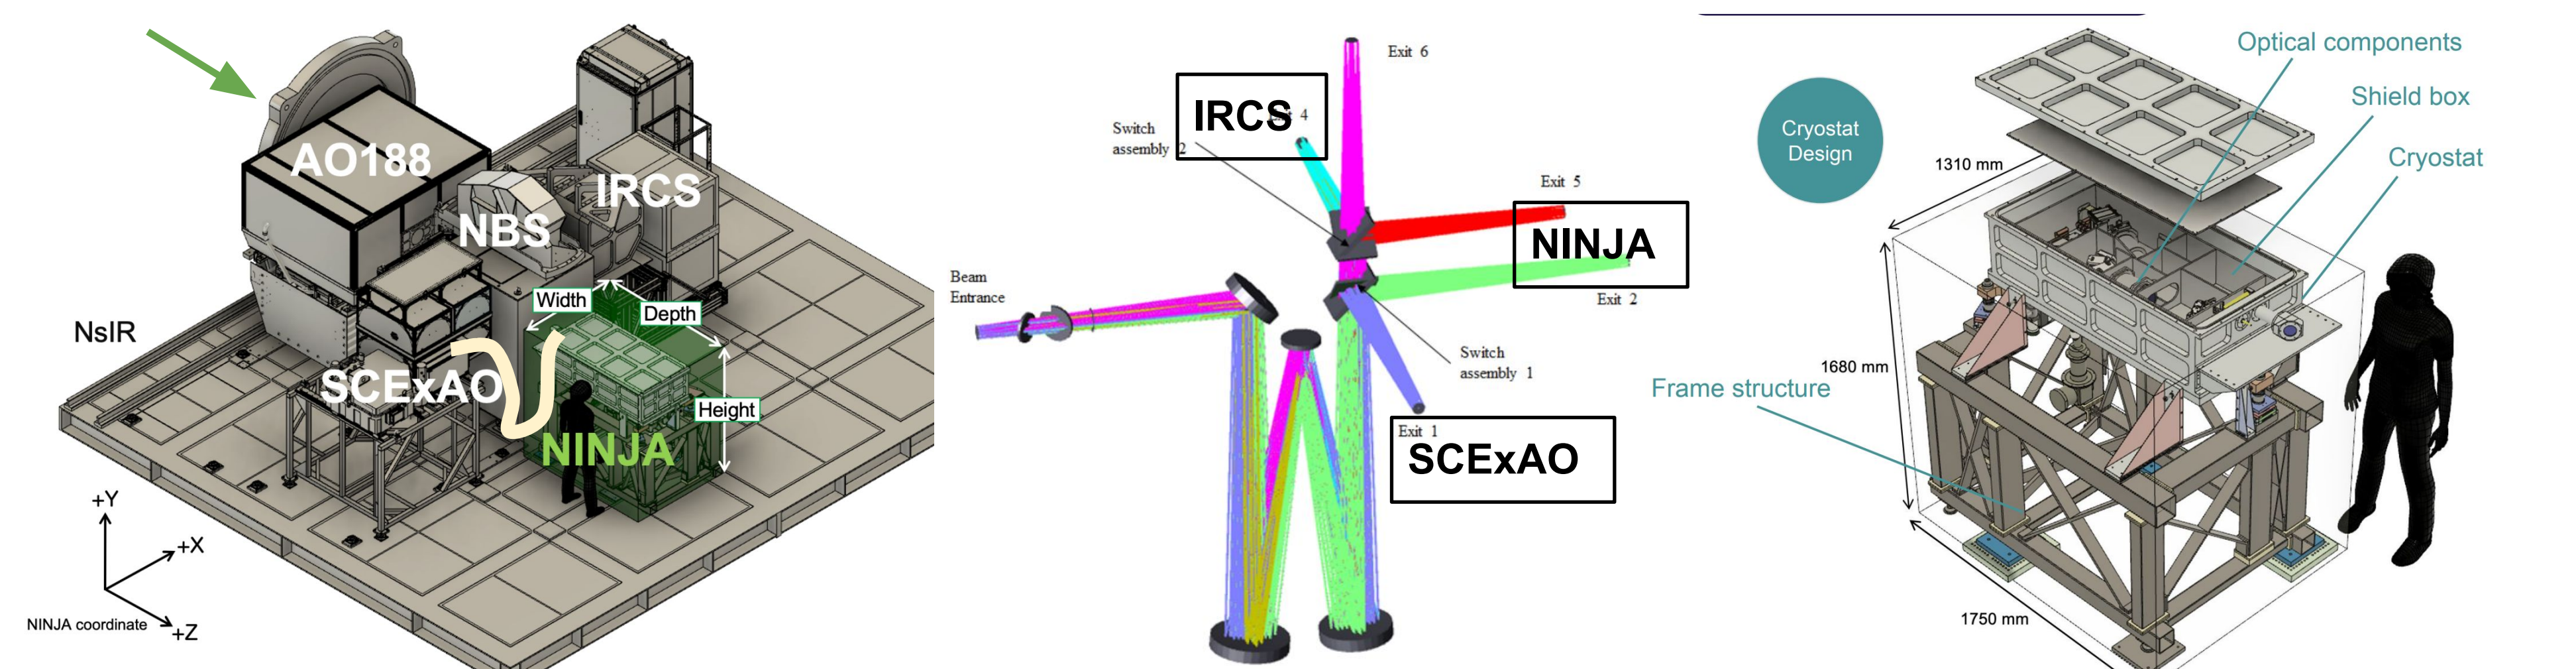 AO188
IRCS
NBS
Width
Depth
NsIR
SCExAO
Height
NINJA
+Y
+X
+Z
NINJA coordinate
Exit 6
IRCS
4
Switch
assembly 2
Exit 5
NINJA
Beam
Entrance
Exit 2
Switch
assembly 1
Exit 1
SCExAO
Cryostat
Design
Optical components
Shield box
Cryostat
1310 mm
1680 mm
Frame structure
1750 mm